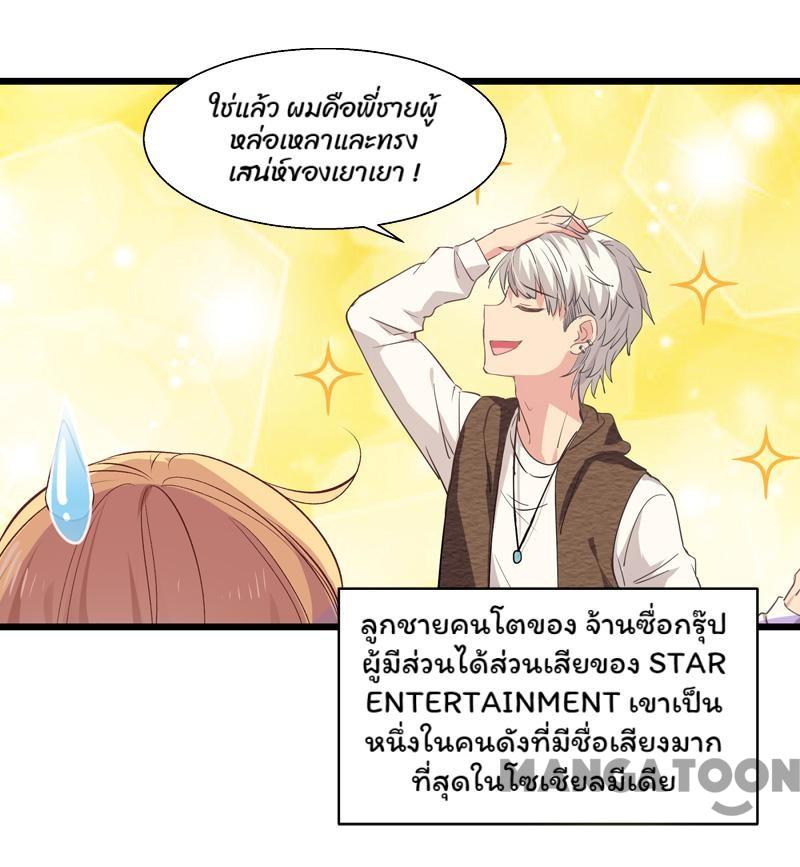 ใช่แล้ว ผมคือพี่ชายผู้
หล่อเหลาและทรง
เสน่ห์ของเยาเยา !
ลูกชายคนโตของ จ้านซื่อกรุ๊ป
ผู้มีส่วนได้ส่วนเสียของ STAR
ENTERTAINMENT เขาเป็น
หนึ่งในคนดังที่มีชื่อเสียงมาก
ที่สุดในโซเชียลมีเดีย
MANGATOON